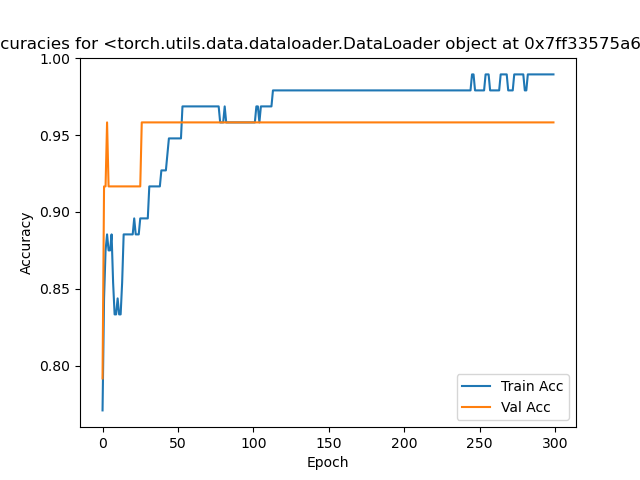 curacies for <torch.utils.data.dataloader.DataLoader object at 0x7ff33575a6
1.00
0.95
0.90
0.85
0.80
Accuracy
Train Acc
Val Acc
0 50 100 150 200 250 300
Epoch